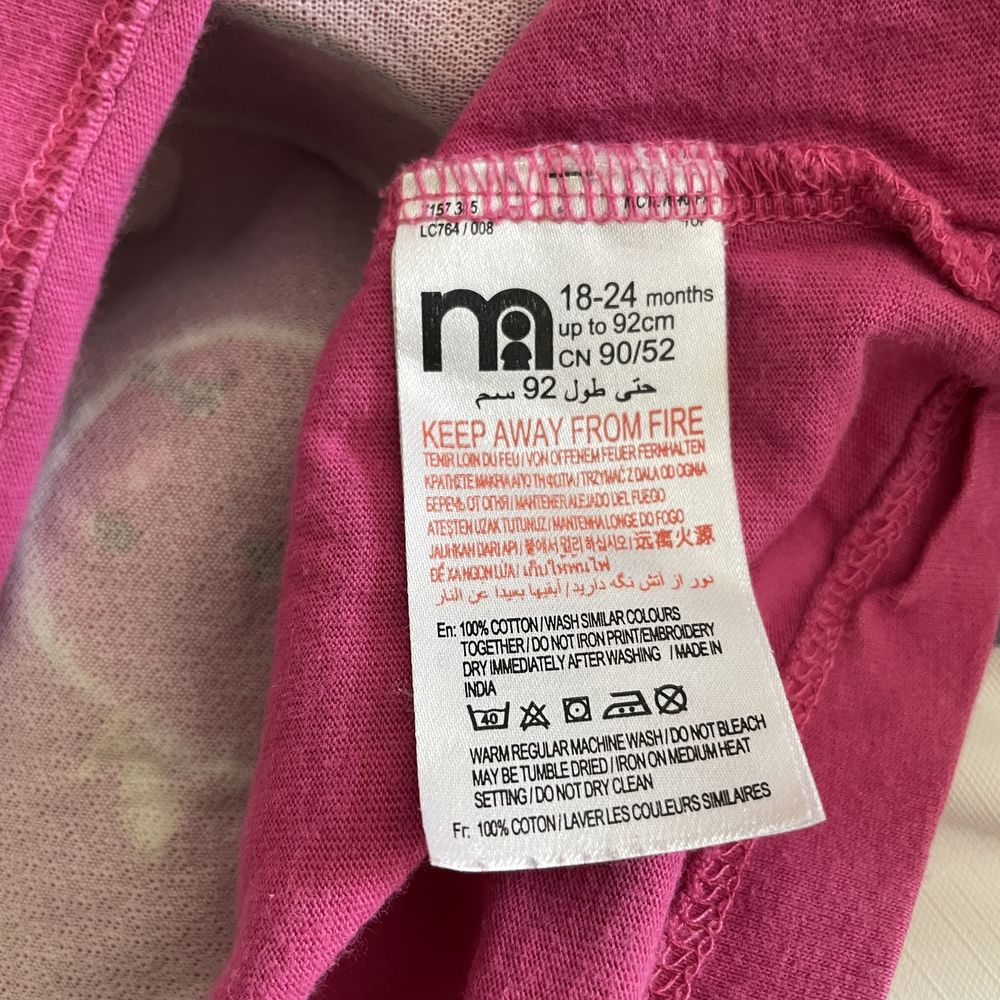 LC764 / 008
TOP
18-24 months
up to 92cm
CN 90/52
حتى طول 92 سم
KEEP AWAY FROM FIRE
TENIR LOIN DU FEU / VON OFFENEM FEUER FERNHALTEN
ΚΡΑΤΗΣΤΕ ΜΑΚΡΙΑ ΑΠΟ ΤΗ ΦΩΤΙΑ / TRZYMAĆ Z DALA OD OGNIA
БЕРЕЧЬ ОТ ОГНЯ / MANTENER ALEJADO DEL FUEGO
ATEŞTEN UZAK TUTUNUZ / MANTENHA LONGE DO FOGO
JAUHKAN DARI API / 불에서 멀리 하십시오 / 远离火源
ĐỂ XA NGỌN LỬA / เก็บให้พ้นไฟ
دور از آتش نگه دارید / أبقيها بعيدا عن النار
En: 100% COTTON / WASH SIMILAR COLOURS
TOGETHER / DO NOT IRON PRINT/EMBROIDERY
DRY IMMEDIATELY AFTER WASHING / MADE IN
INDIA
40
WARM REGULAR MACHINE WASH / DO NOT BLEACH
MAY BE TUMBLE DRIED / IRON ON MEDIUM HEAT
SETTING / DO NOT DRY CLEAN
Fr: 100% COTON / LAVER LES COULEURS SIMILAIRES